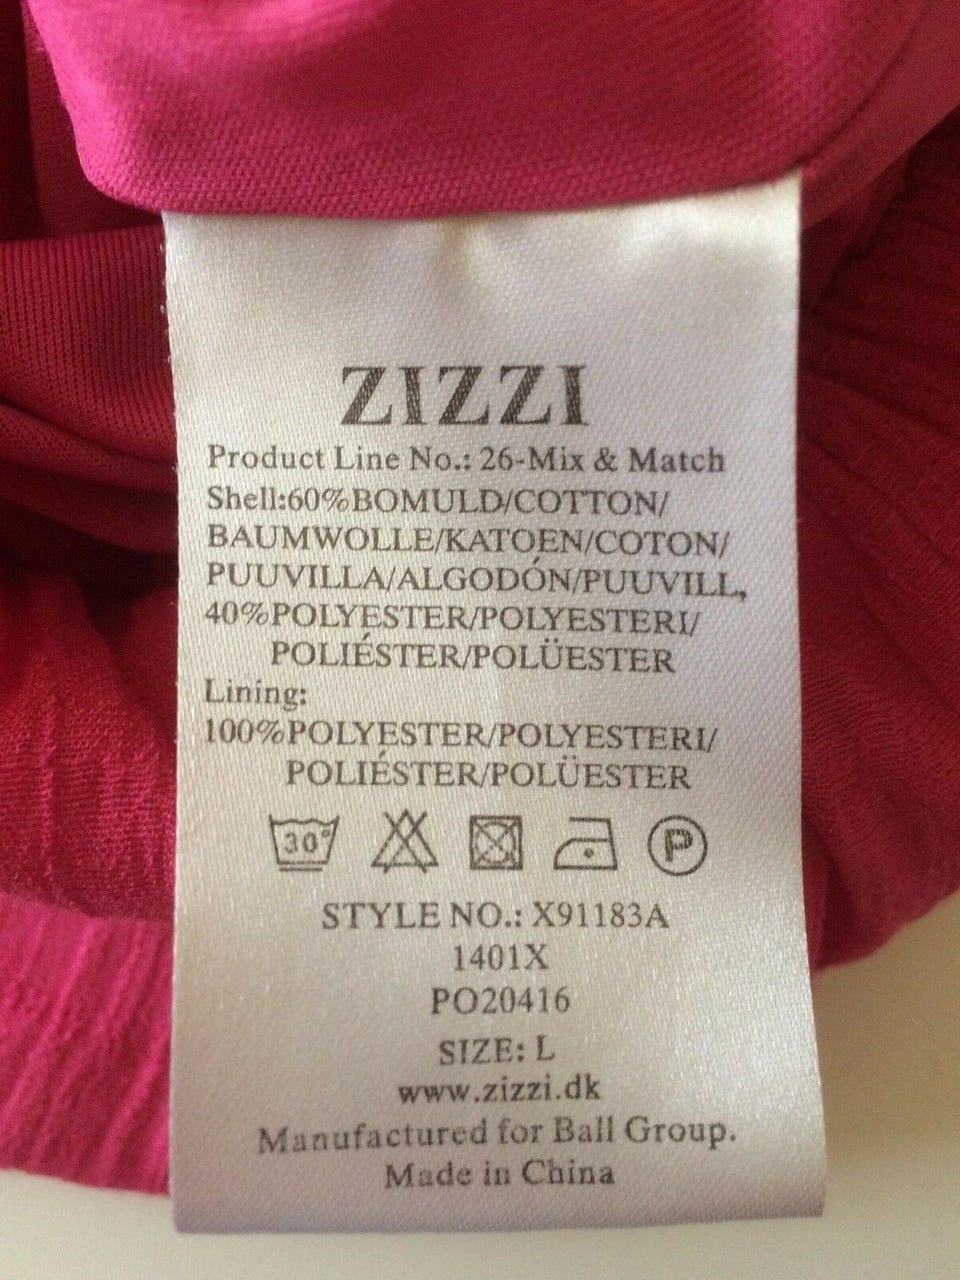 ZIZZI
Product Line No.: 26-Mix & Match
Shell:60%BOMULD/COTTON/
BAUMWOLLE/KATOEN/COTON/
PUUVILLA/ALGODÓN/PUUVILL,
40%POLYESTER/POLYESTERI/
POLIÉSTER/POLÜESTER
Lining:
100%POLYESTER/POLYESTERI/
POLIÉSTER/POLÜESTER
30° P
STYLE NO.: X91183A
1401X
PO20416
SIZE: L
www.zizzi.dk
Manufactured for Ball Group.
Made in China